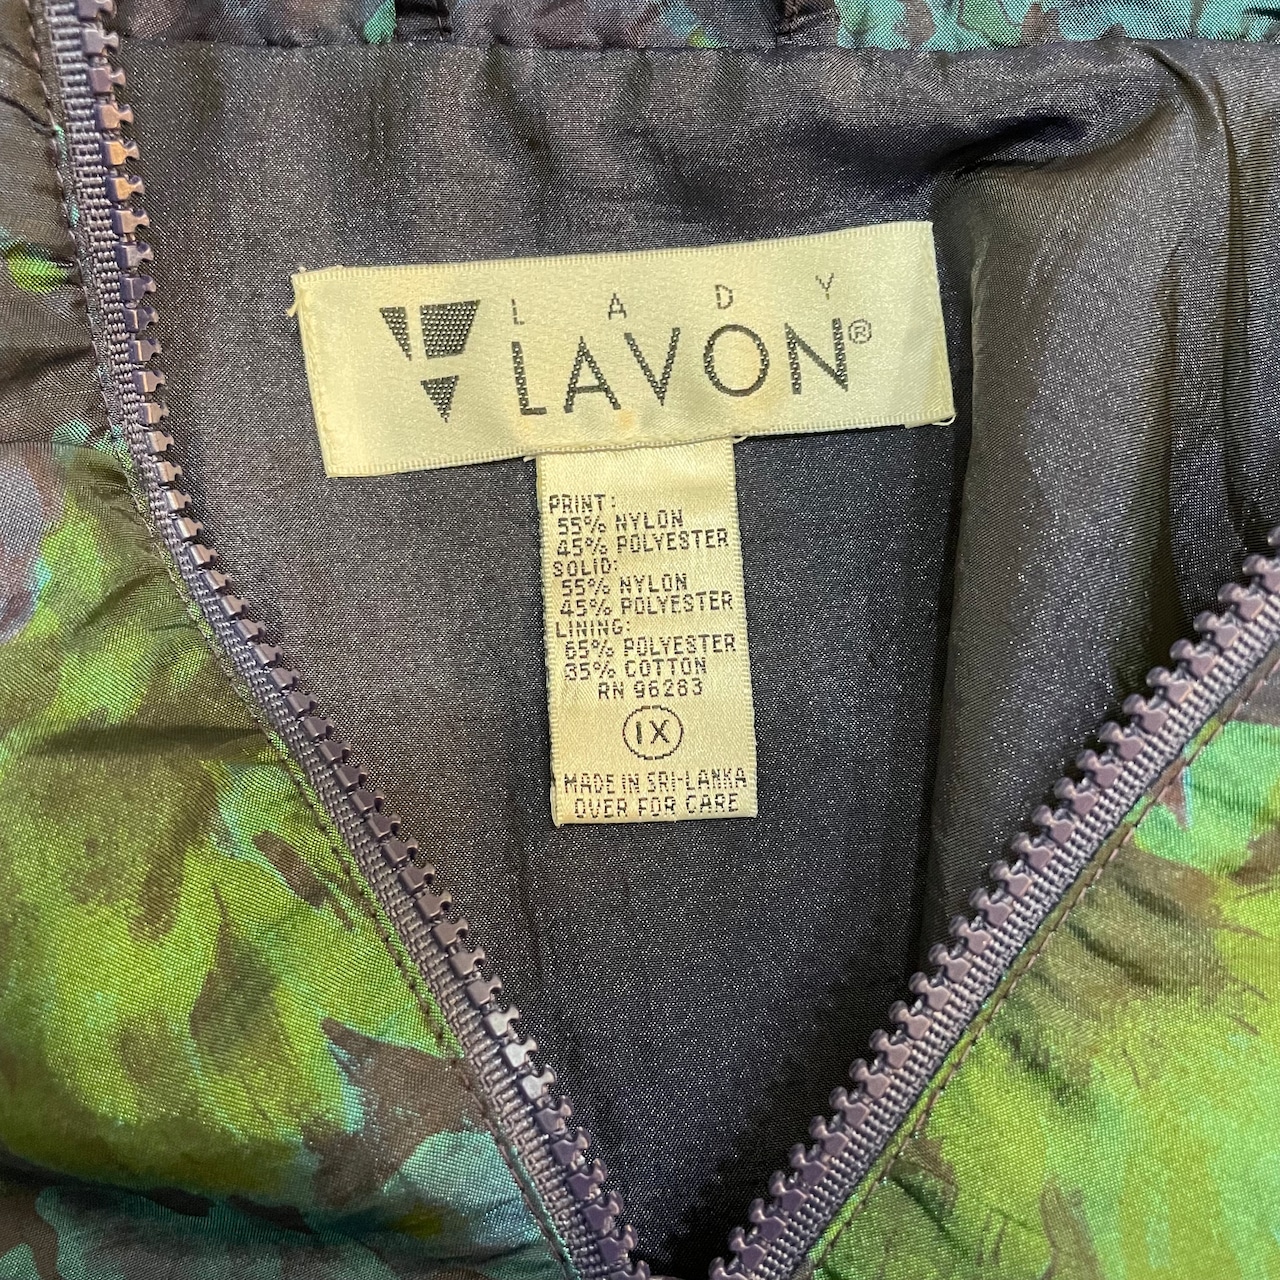 LADY
LAVON®
PRINT:
55% NYLON
45% POLYESTER
SOLID:
55% NYLON
45% POLYESTER
LINING:
65% POLYESTER
35% COTTON
RN 96263
1X
MADE IN SRI-LANKA
OVER FOR CARE